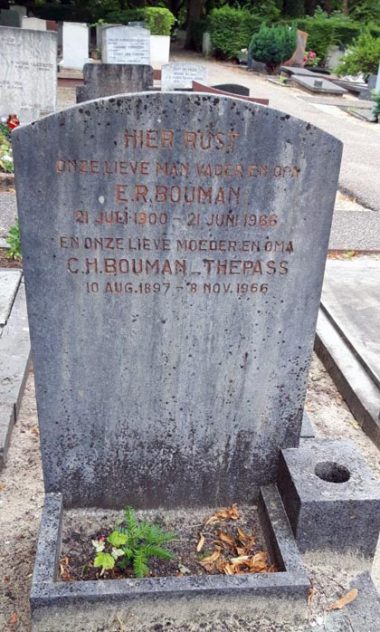 HIER RUST
ONZE LIEVE MAN VADER EN OPA
E.R. BOUMAN
21 JULI 1900 - 21 JUNI 1966
EN ONZE LIEVE MOEDER EN OMA
C.H. BOUMAN - THEPASS
10 AUG. 1897 - 8 NOV. 1966